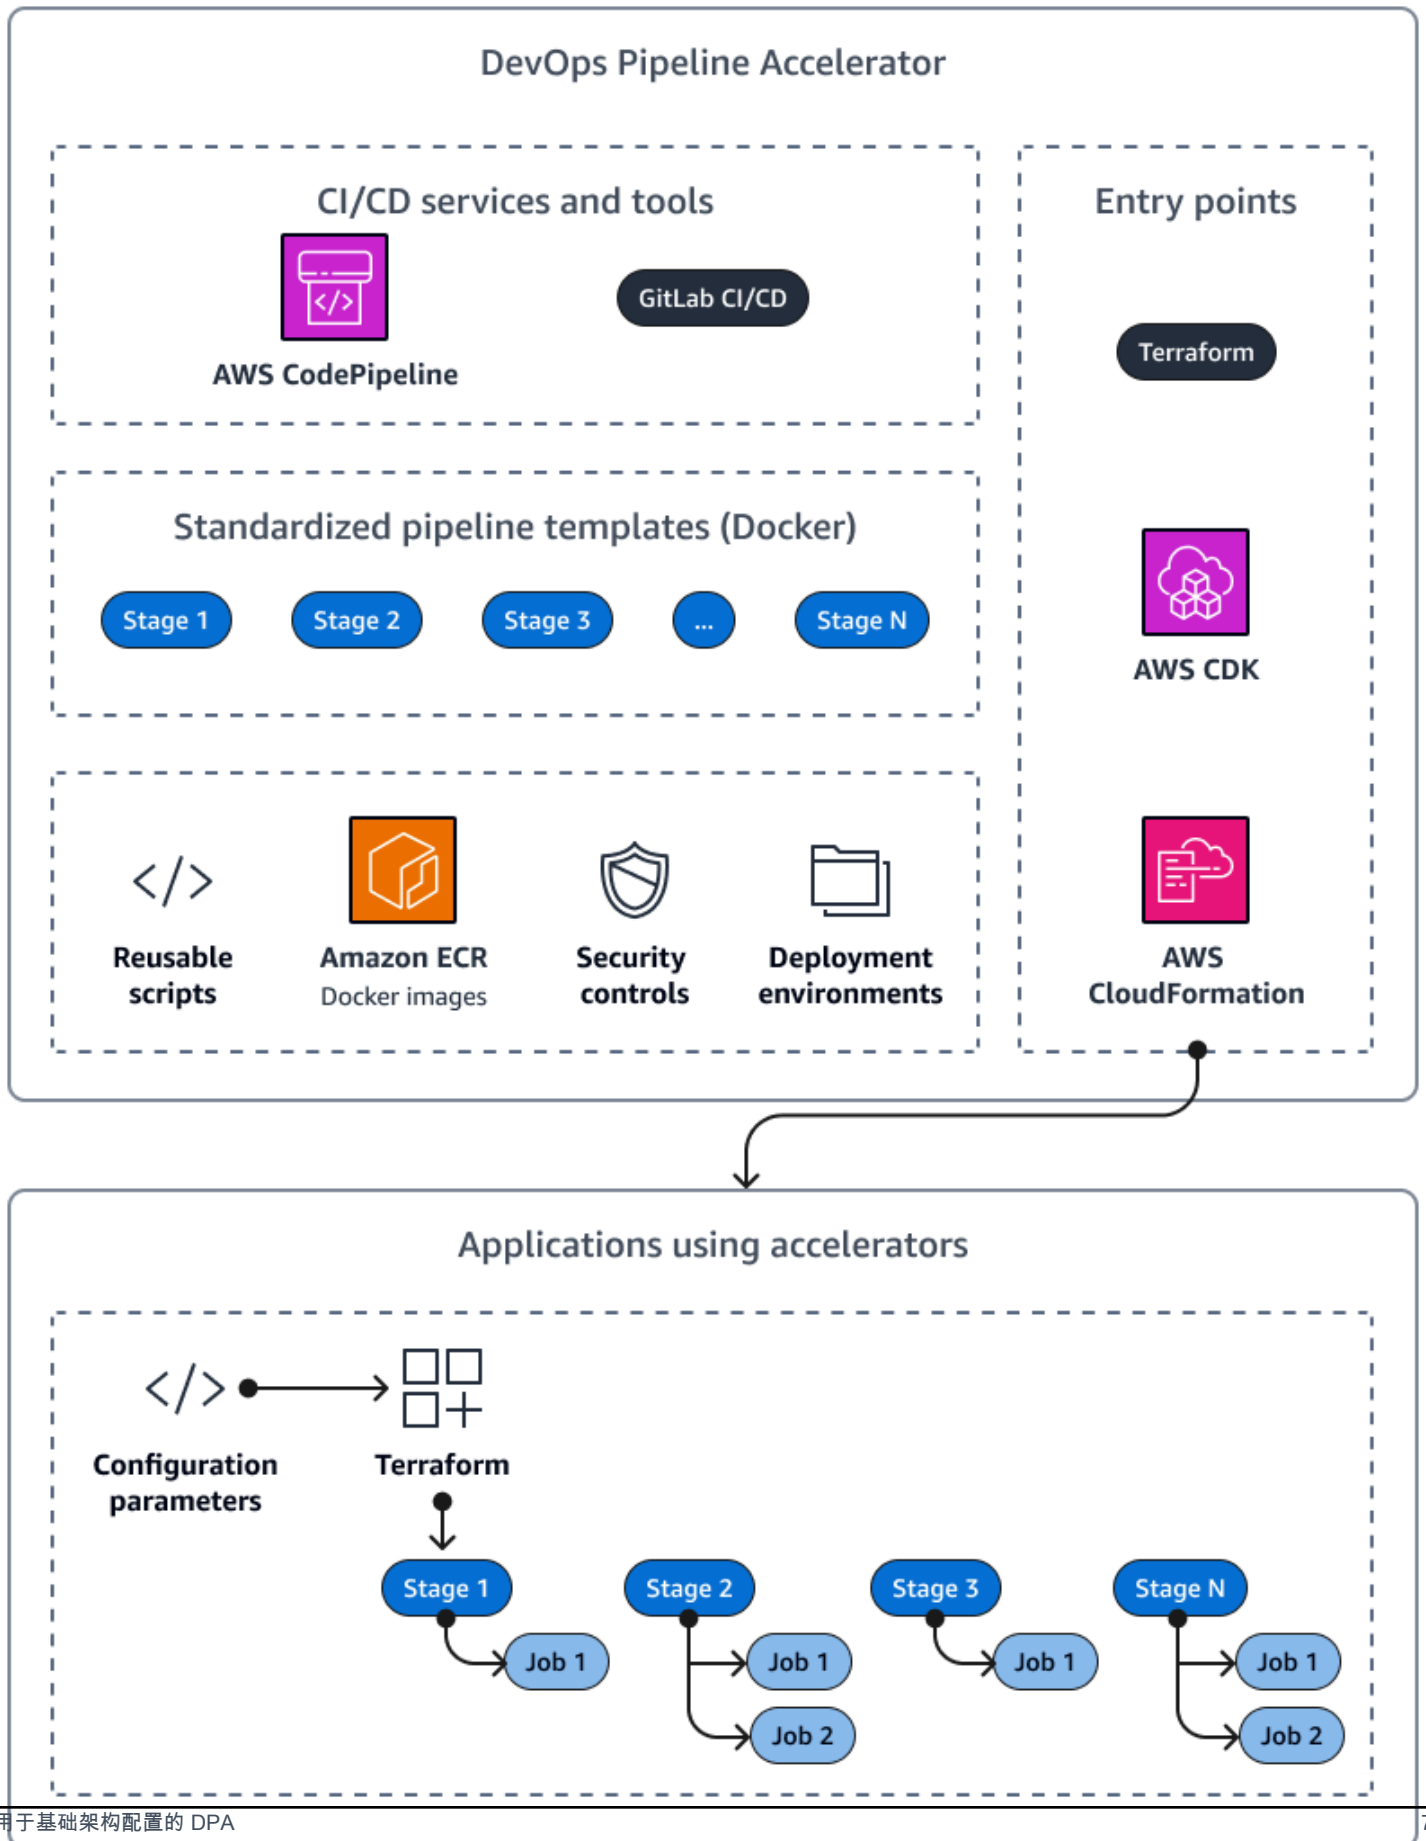 DevOps Pipeline Accelerator
CI/CD services and tools
AWS CodePipeline
GitLab CI/CD
Standardized pipeline templates (Docker)
Stage 1
Stage 2
Stage 3
...
Stage N
Reusable
scripts
Amazon ECR
Docker images
Security
controls
Deployment
environments
Entry points
Terraform
AWS CDK
AWS
CloudFormation
Applications using accelerators
Configuration
parameters
Terraform
Stage 1
Job 1
Stage 2
Job 1
Job 2
Stage 3
Job 1
Stage N
Job 1
Job 2
用于基础架构配置的 DPA